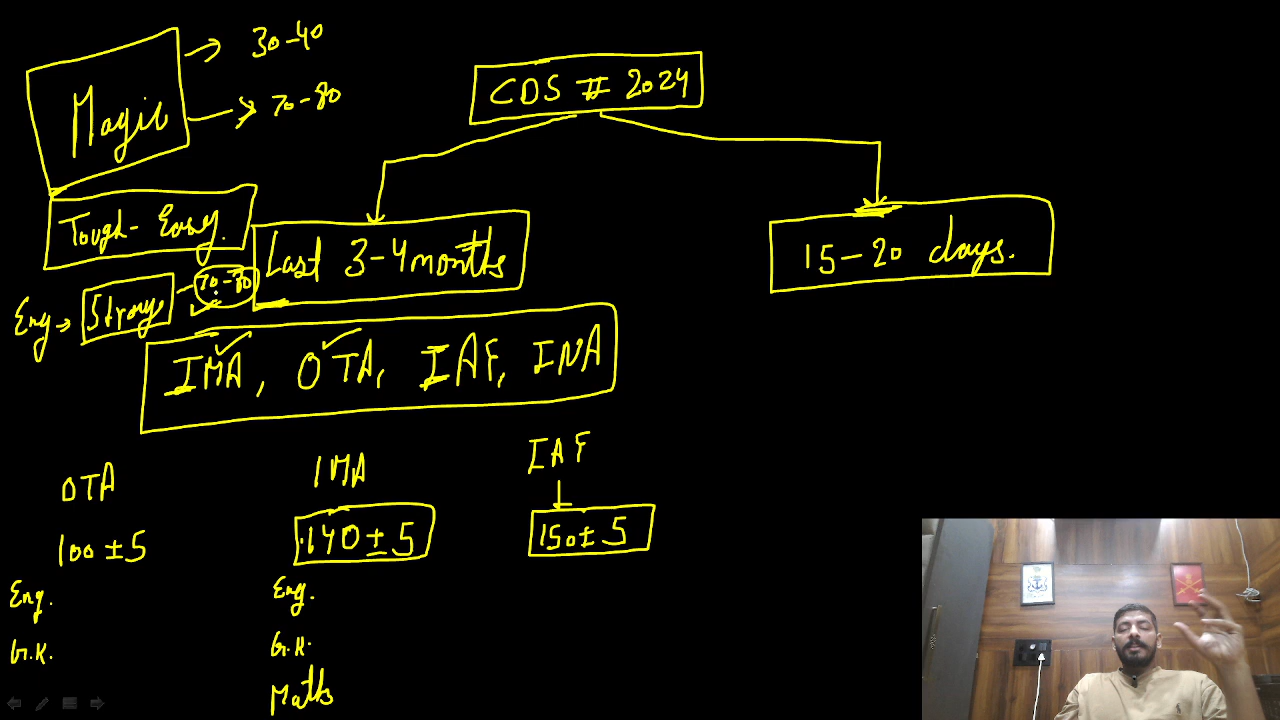 Magic → 30-40
→ 70-80
CDS # 2024
Tough- Easy.
Last 3-4 months
15-20 days.
Eng → Strong - 70-80
IMA, OTA, IAF, INA
OTA
IMA
IAF
100 ± 5
140 ± 5
150 ± 5
Eng.
Eng.
G.K.
G.K.
Maths